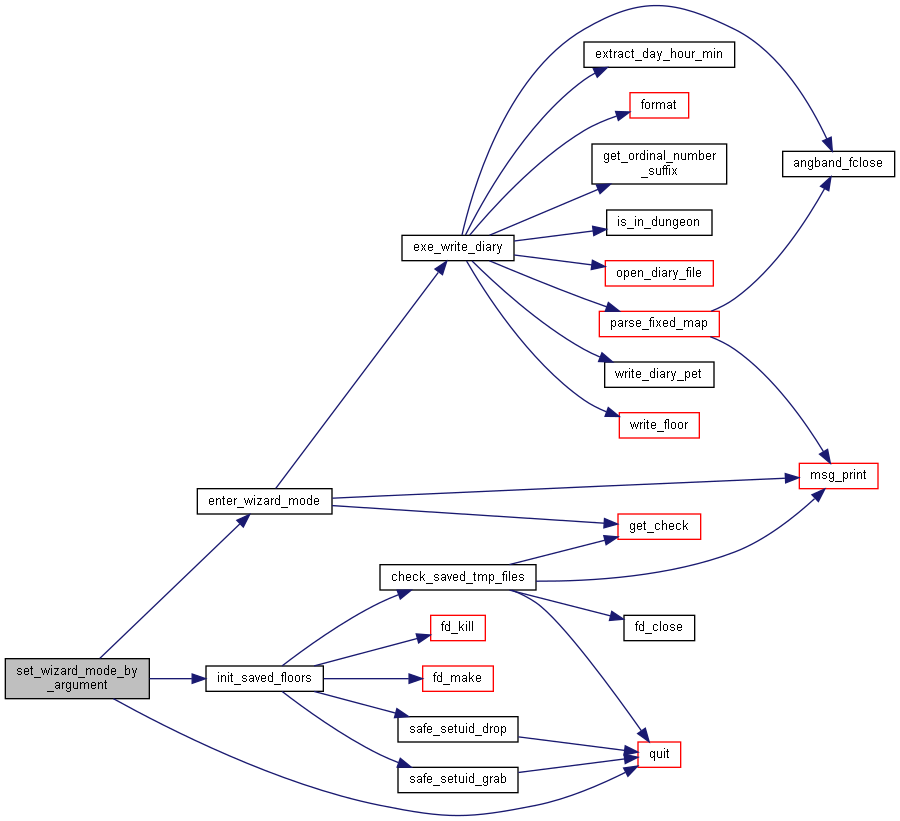 extract_day_hour_min
format
get_ordinal_number
_suffix
angband_fclose
is_in_dungeon
exe_write_diary
open_diary_file
parse_fixed_map
write_diary_pet
write_floor
msg_print
enter_wizard_mode
get_check
check_saved_tmp_files
fd_kill
fd_close
set_wizard_mode_by
_argument
init_saved_floors
fd_make
safe_setuid_drop
quit
safe_setuid_grab